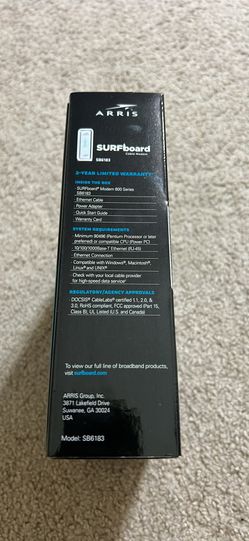 ARRIS
SURFboard
Cable Modem
SB6183
2-YEAR LIMITED WARRANTY
INSIDE THE BOX
- SURFboard® Modem 600 Series
SB6183
- Ethernet Cable
- Power Adapter
- Quick Start Guide
- Warranty Card
SYSTEM REQUIREMENTS
- Minimum 90496 (Pentium Processor or later
preferred) or compatible CPU (Power PC)
- 10/100/1000Base-T Ethernet (RJ-45)
Ethernet Connection
- Compatible with Windows®, Macintosh®,
Linux® and UNIX®
- Check with your local cable provider
for high-speed data service
REGULATORY/AGENCY APPROVALS
DOCSIS® CableLabs® certified 1.1, 2.0, &
3.0, RoHS compliant, FCC approved (Part 15,
Class B), UL Listed (U.S. and Canada)
To view our full line of broadband products,
visit surfboard.com
ARRIS Group, Inc.
3871 Lakefield Drive
Suwanee, GA 30024
USA
Model: SB6183